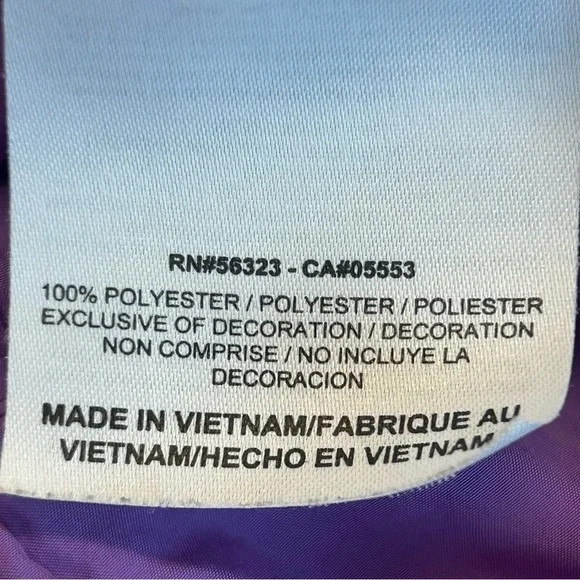 RN#56323 - CA#05553
100% POLYESTER / POLYESTER / POLIESTER
EXCLUSIVE OF DECORATION / DECORATION
NON COMPRISE / NO INCLUYE LA
DECORACION
MADE IN VIETNAM/FABRIQUE AU
VIETNAM/HECHO EN VIETNAM